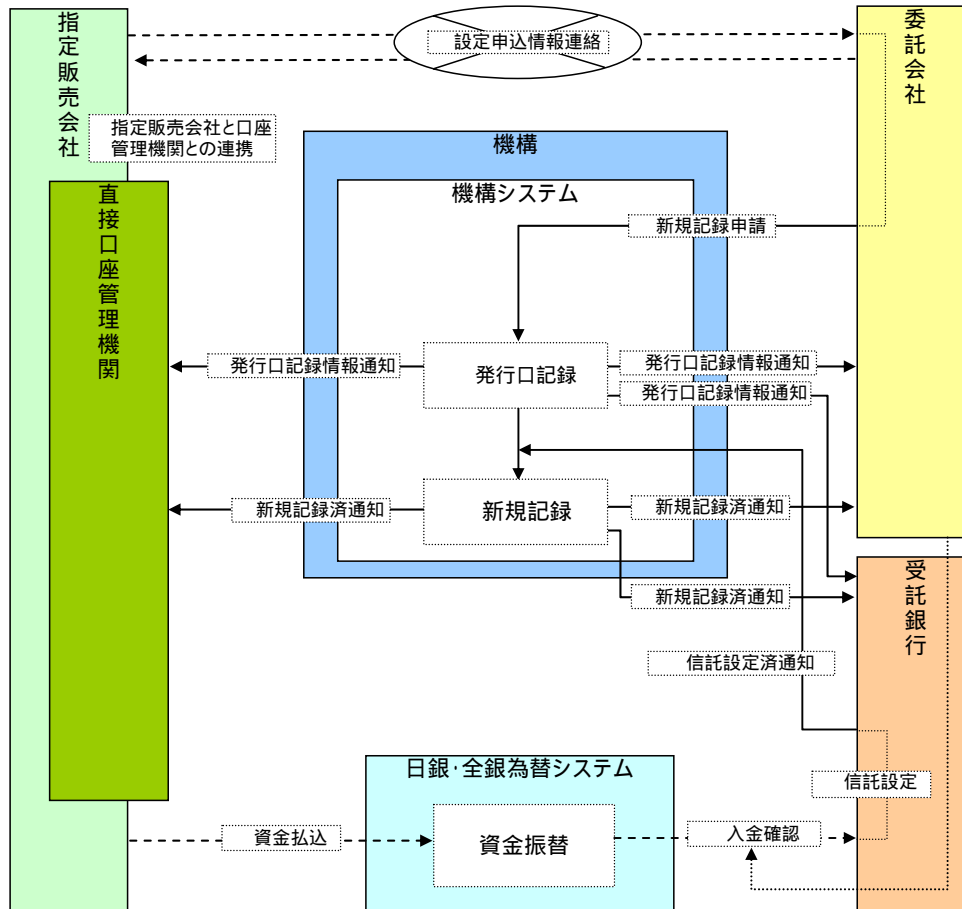 指定販売会社
設定申込情報連絡
委託会社
指定販売会社と口座
管理機関との連携
機構
機構システム
直接口座管理機関
新規記録申請
発行口記録情報通知
発行口記録
発行口記録情報通知
発行口記録情報通知
新規記録済通知
新規記録
新規記録済通知
新規記録済通知
受託銀行
信託設定済通知
日銀・全銀為替システム
信託設定
資金払込
資金振替
入金確認